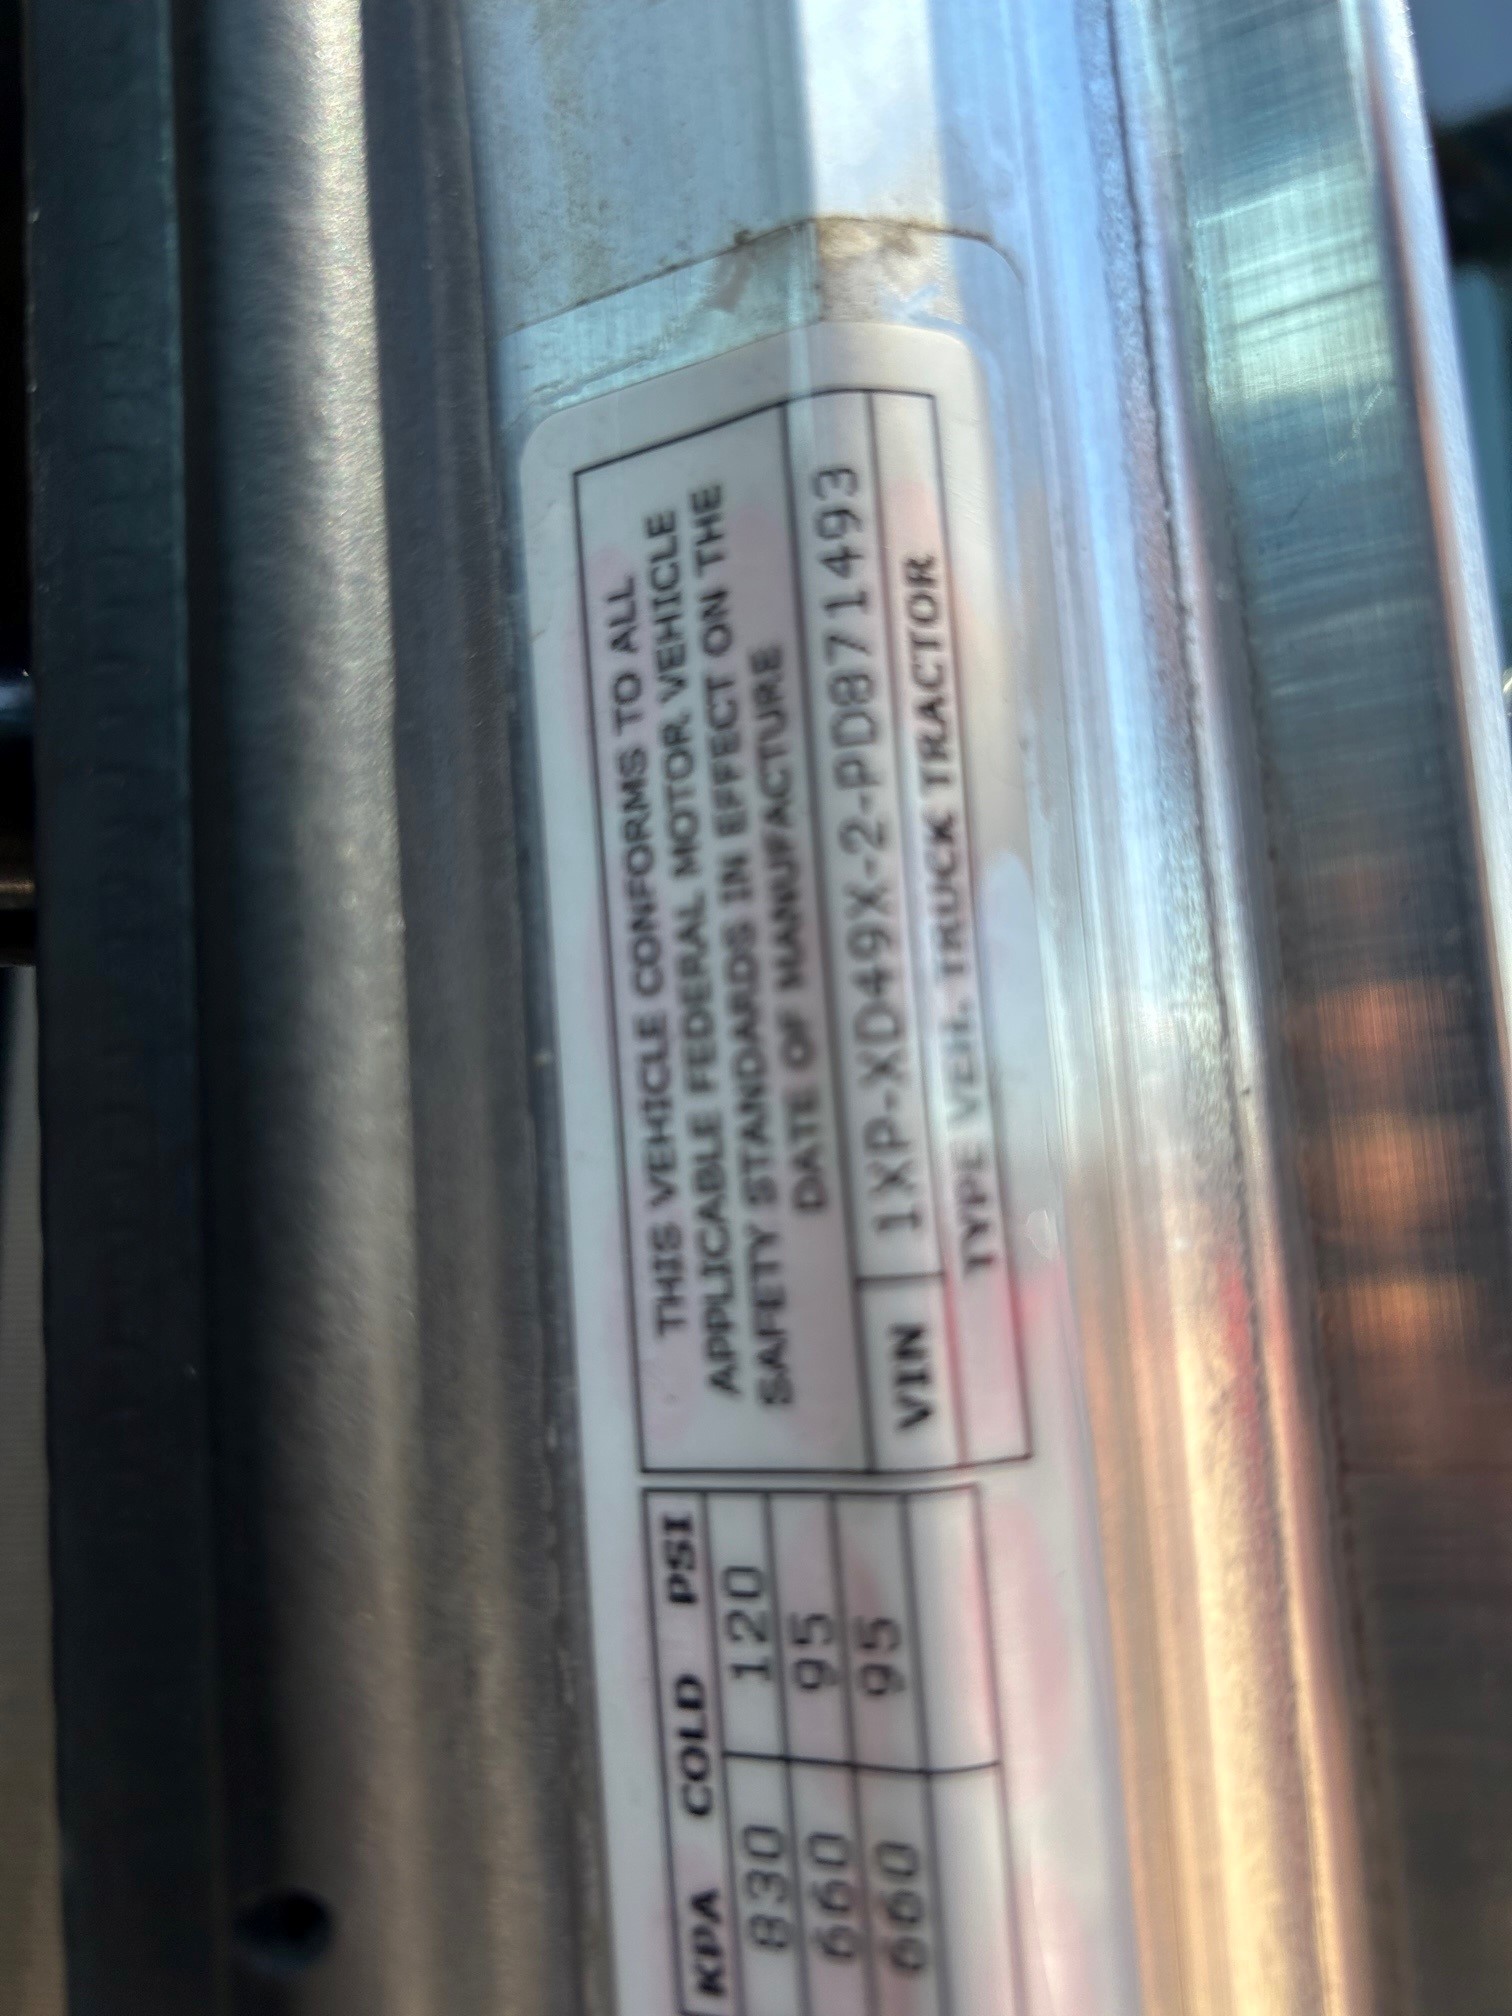 KPA COLD PSI
830 120
660 95
660 95
THIS VEHICLE CONFORMS TO ALL
APPLICABLE FEDERAL MOTOR VEHICLE
SAFETY STANDARDS IN EFFECT ON THE
DATE OF MANUFACTURE
VIN 1XP-XD49X-2-PD871493
TYPE VEH. TRUCK TRACTOR